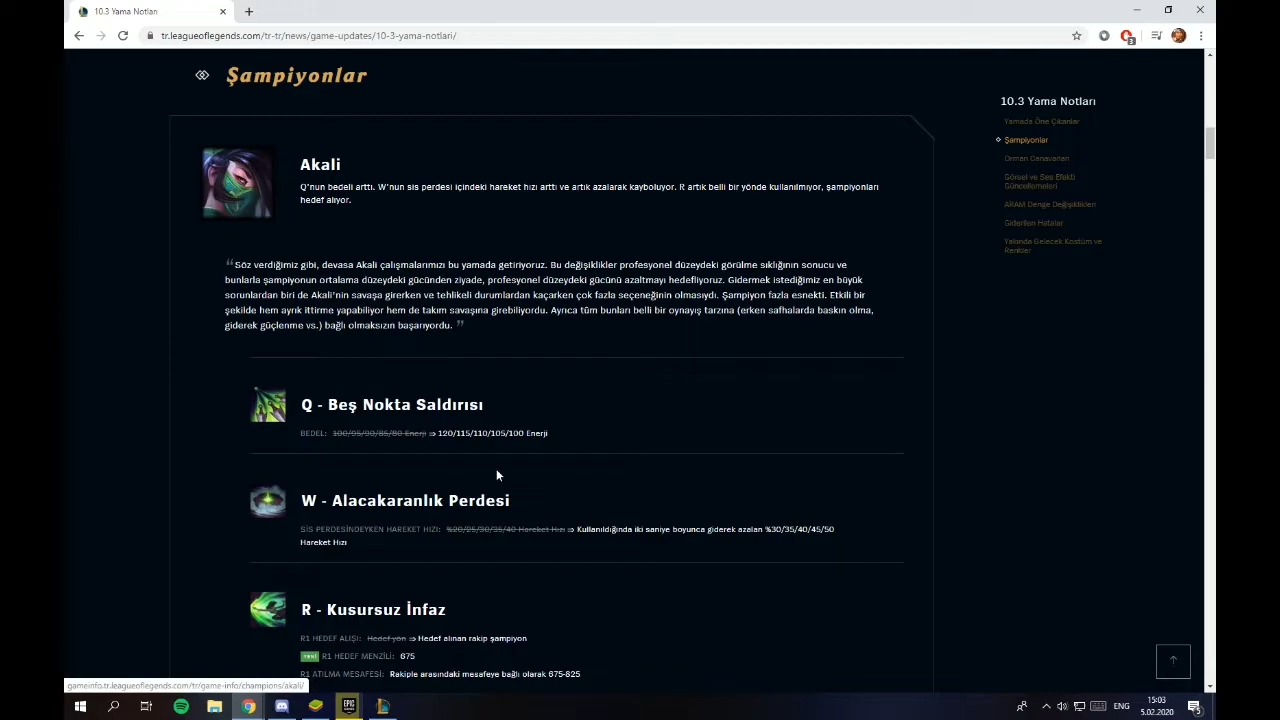 10.3 Yama Notları
tr.leagueoflegends.com/tr-tr/news/game-updates/10-3-yama-notlari/
Şampiyonlar
Akali
Q'nun bedeli arttı. W'nun sis perdesi içindeki hareket hızı arttı ve artık azalarak kayboluyor. R artık belli bir yönde kullanılmıyor, şampiyonları
hedef alıyor.
“ Söz verdiğimiz gibi, devasa Akali çalışmalarımızı bu yamada getiriyoruz. Bu değişiklikler profesyonel düzeydeki görülme sıklığının sonucu ve
bunlarla şampiyonun ortalama düzeydeki gücünden ziyade, profesyonel düzeydeki gücünü azaltmayı hedefliyoruz. Gidermek istediğimiz en büyük
sorunlardan biri de Akali'nin savaşa girerken ve tehlikeli durumlardan kaçarken çok fazla seçeneğinin olmasıydı. Şampiyon fazla esnekti. Etkili bir
şekilde hem ayrık ittirme yapabiliyor hem de takım savaşına girebiliyordu. Ayrıca tüm bunları belli bir oynayış tarzına (erken safhalarda baskın olma,
giderek güçlenme vs.) bağlı olmaksızın başarıyordu. ”
Q - Beş Nokta Saldırısı
BEDEL: 100/95/90/85/80 Enerji ⇒ 120/115/110/105/100 Enerji
W - Alacakaranlık Perdesi
SİS PERDESİNDEYKEN HAREKET HIZI: %20/25/30/35/40 Hareket Hızı ⇒ Kullanıldığında iki saniye boyunca giderek azalan %30/35/40/45/50
Hareket Hızı
R - Kusursuz İnfaz
R1 HEDEF ALIŞI: Hedef yön ⇒ Hedef alınan rakip şampiyon
YENİ R1 HEDEF MENZİLİ: 675
R1 ATILMA MESAFESİ: Rakiple arasındaki mesafeye bağlı olarak 675-825
10.3 Yama Notları
Yamada Öne Çıkanlar
Şampiyonlar
Orman Canavarları
Görsel ve Ses Efekti
Güncellemeleri
ARAM Denge Değişiklikleri
Giderilen Hatalar
Yakında Gelecek Kostüm ve
Renkler
gameinfo.tr.leagueoflegends.com/tr/game-info/champions/akali/
EPIC
ENG
15:03
5.02.2020